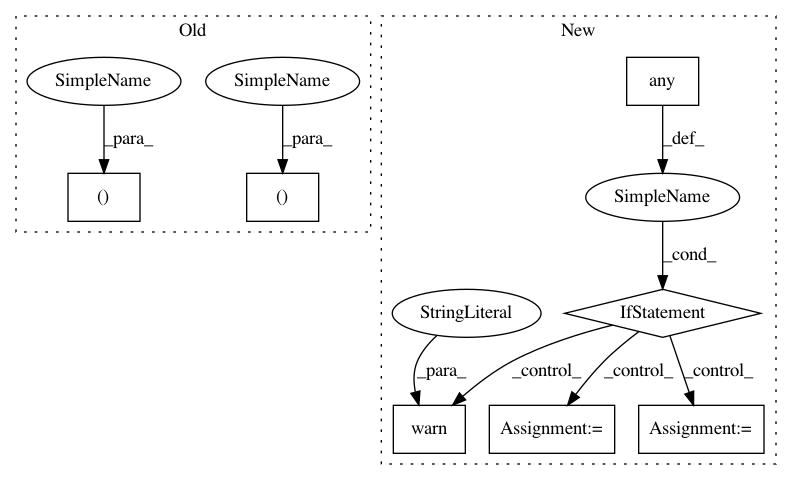 Old
New
SimpleName
SimpleName
any
_para_
_para_
_def_
()
()
SimpleName
_cond_
StringLiteral
IfStatement
_para_
_control_
_control_
_control_
warn
Assignment:=
Assignment:=